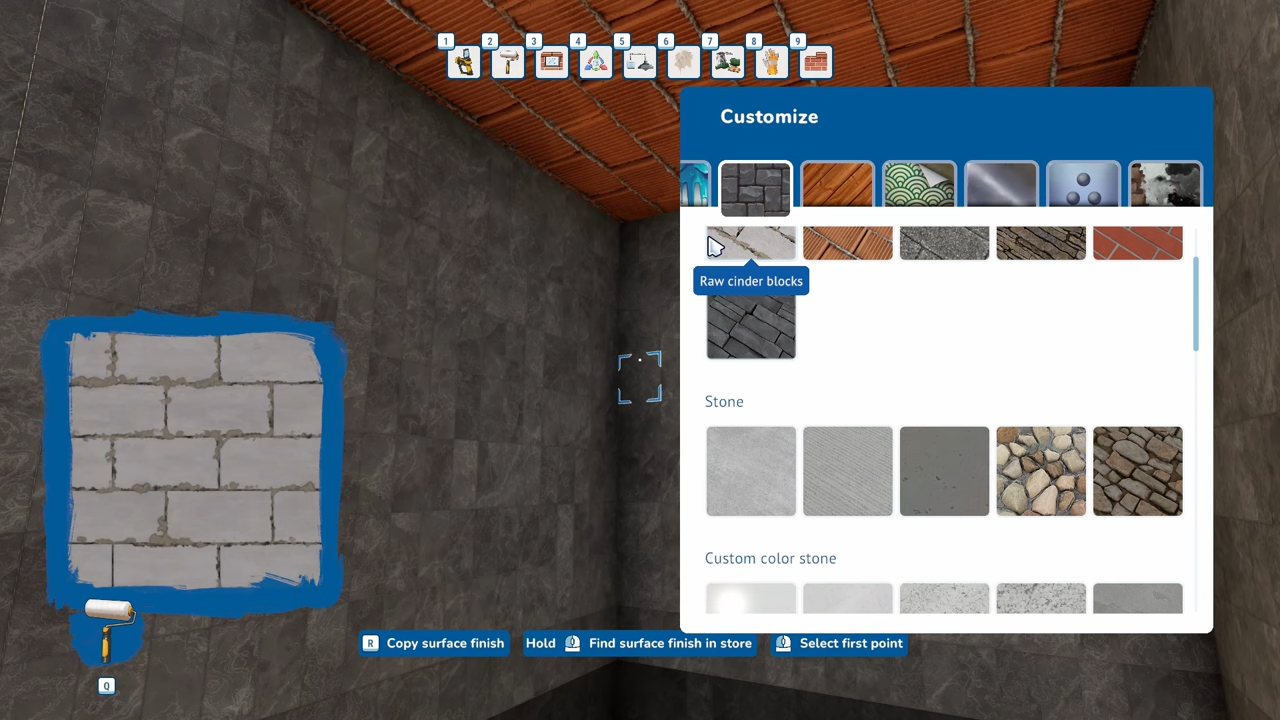 1 2 3 4 5 6 7 8 9
Customize
Raw cinder blocks
Stone
Custom color stone
R Copy surface finish Hold Find surface finish in store Select first point
Q